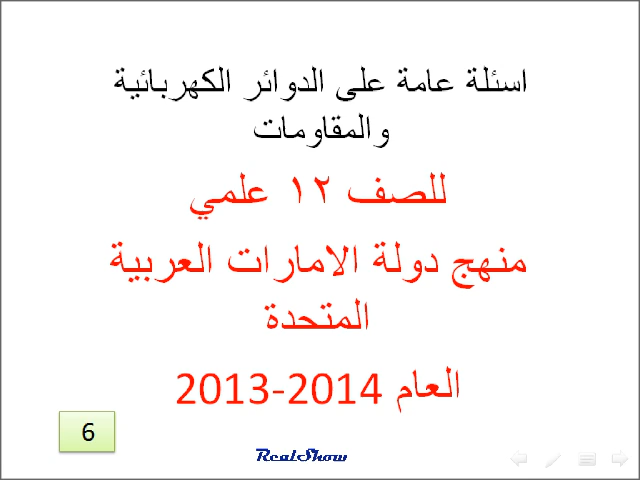 اسئلة عامة على الدوائر الكهربائية
والمقاومات
للصف ١٢ علمي
منهج دولة الامارات العربية
المتحدة
العام 2014-2013
6
RealShow